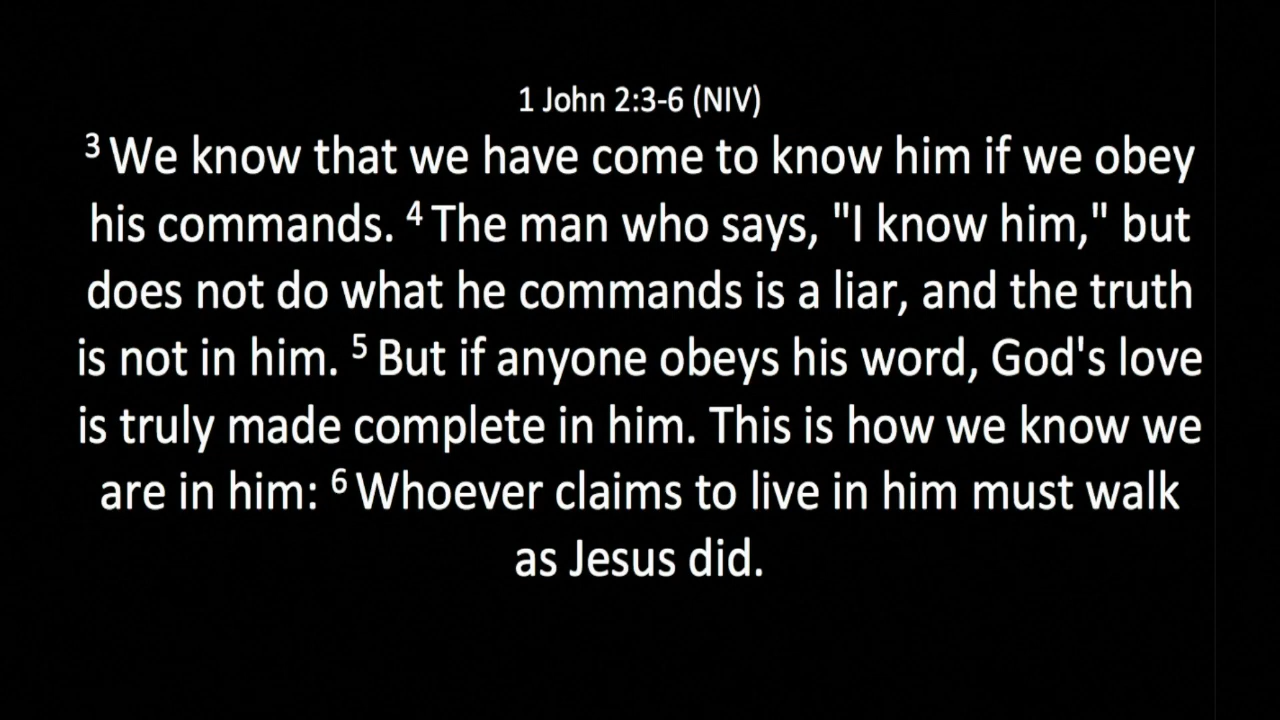 1 John 2:3-6 (NIV)
3 We know that we have come to know him if we obey
his commands. 4 The man who says, "I know him," but
does not do what he commands is a liar, and the truth
is not in him. 5 But if anyone obeys his word, God's love
is truly made complete in him. This is how we know we
are in him: 6 Whoever claims to live in him must walk
as Jesus did.